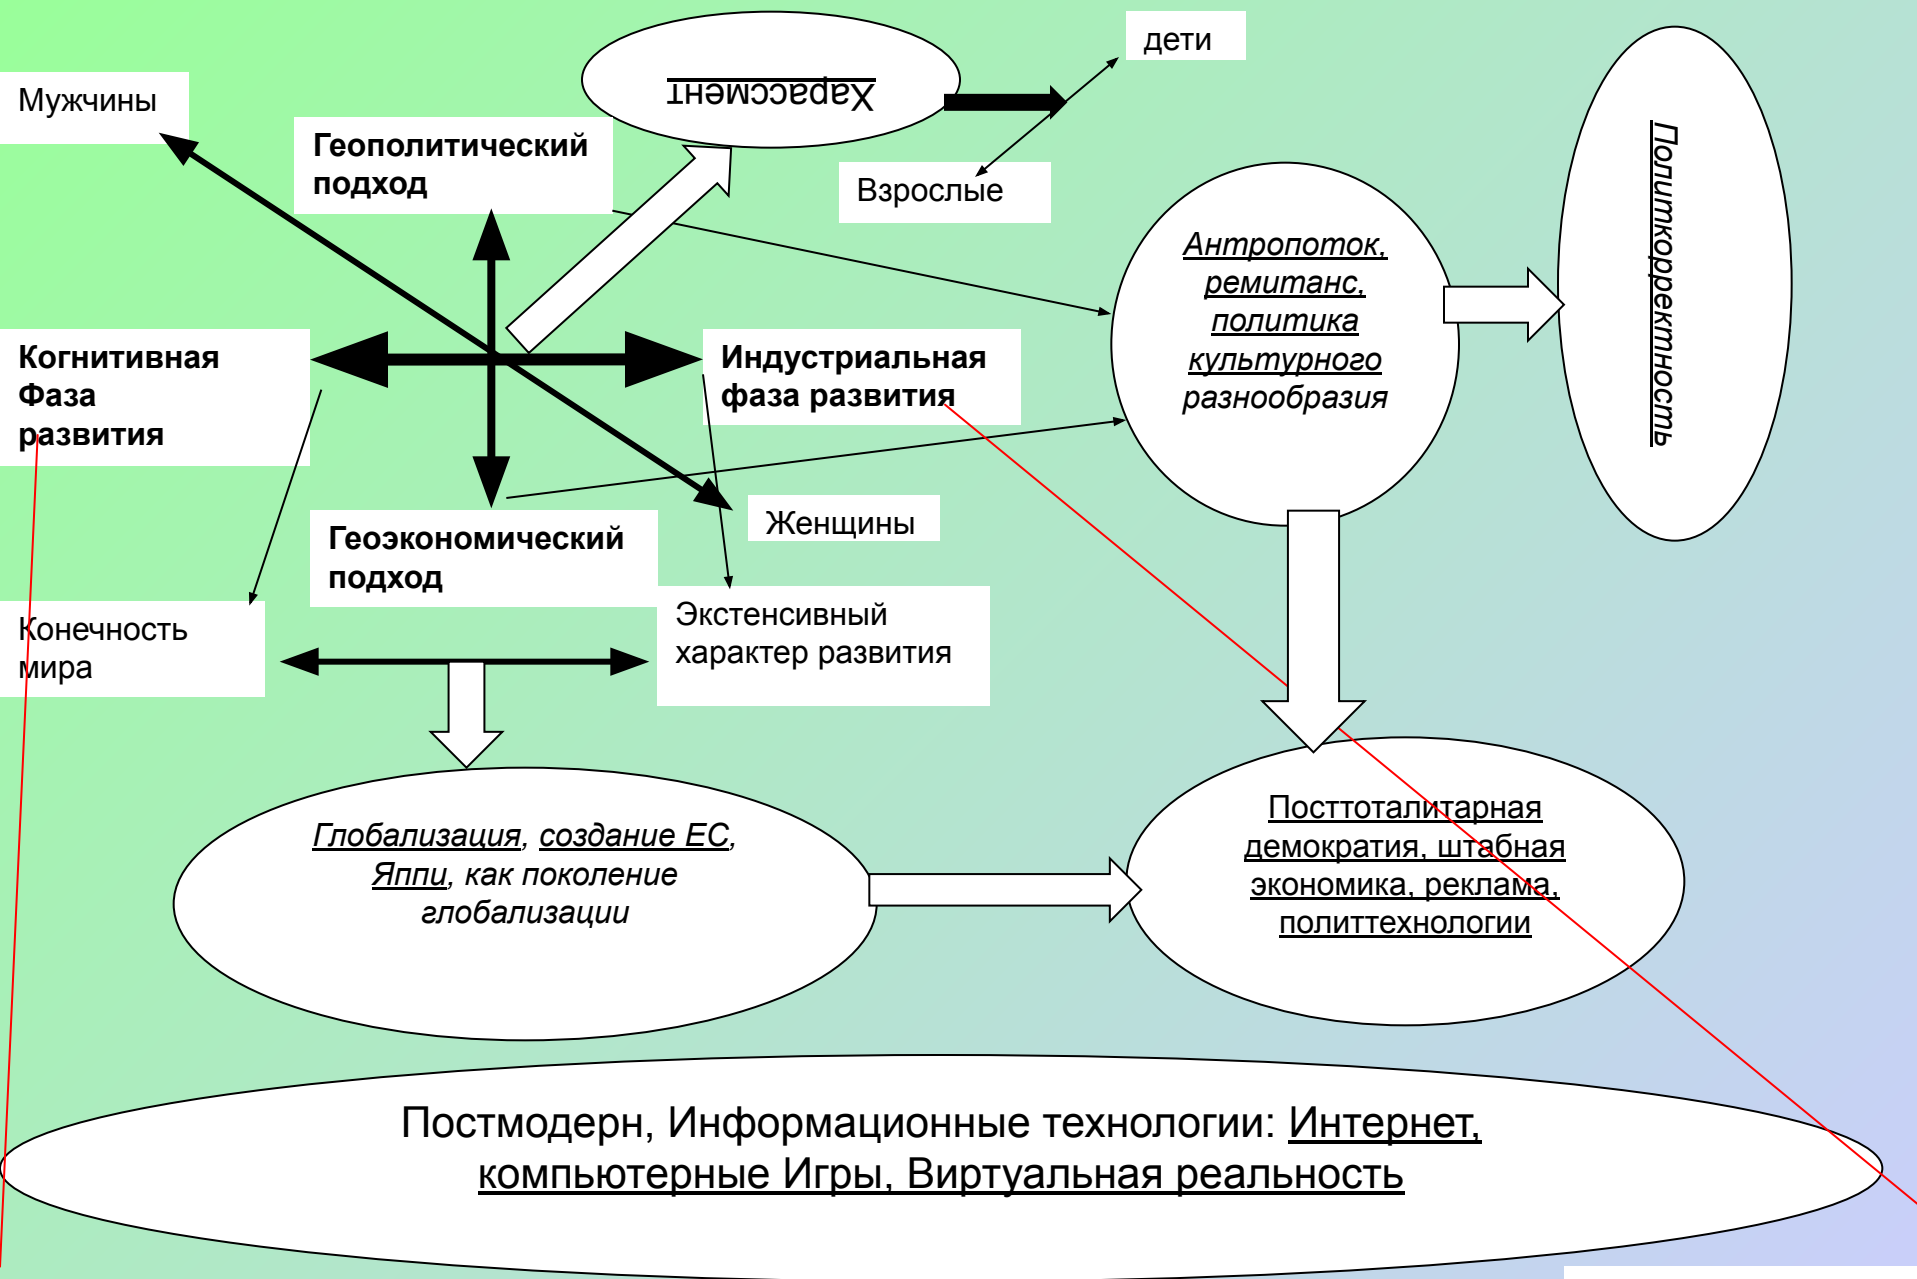 дети
Харассмент
Мужчины
Геополитический
подход
Взрослые
Политкорректность
Антропоток,
ремитанс,
политика
культурного
разнообразия
Когнитивная
Фаза
развития
Индустриальная
фаза развития
Женщины
Геоэкономический
подход
Конечность
мира
Экстенсивный
характер развития
Глобализация, создание ЕС,
Яппи, как поколение
глобализации
Посттоталитарная
демократия, штабная
экономика, реклама,
политтехнологии
Постмодерн, Информационные технологии: Интернет,
компьютерные Игры, Виртуальная реальность